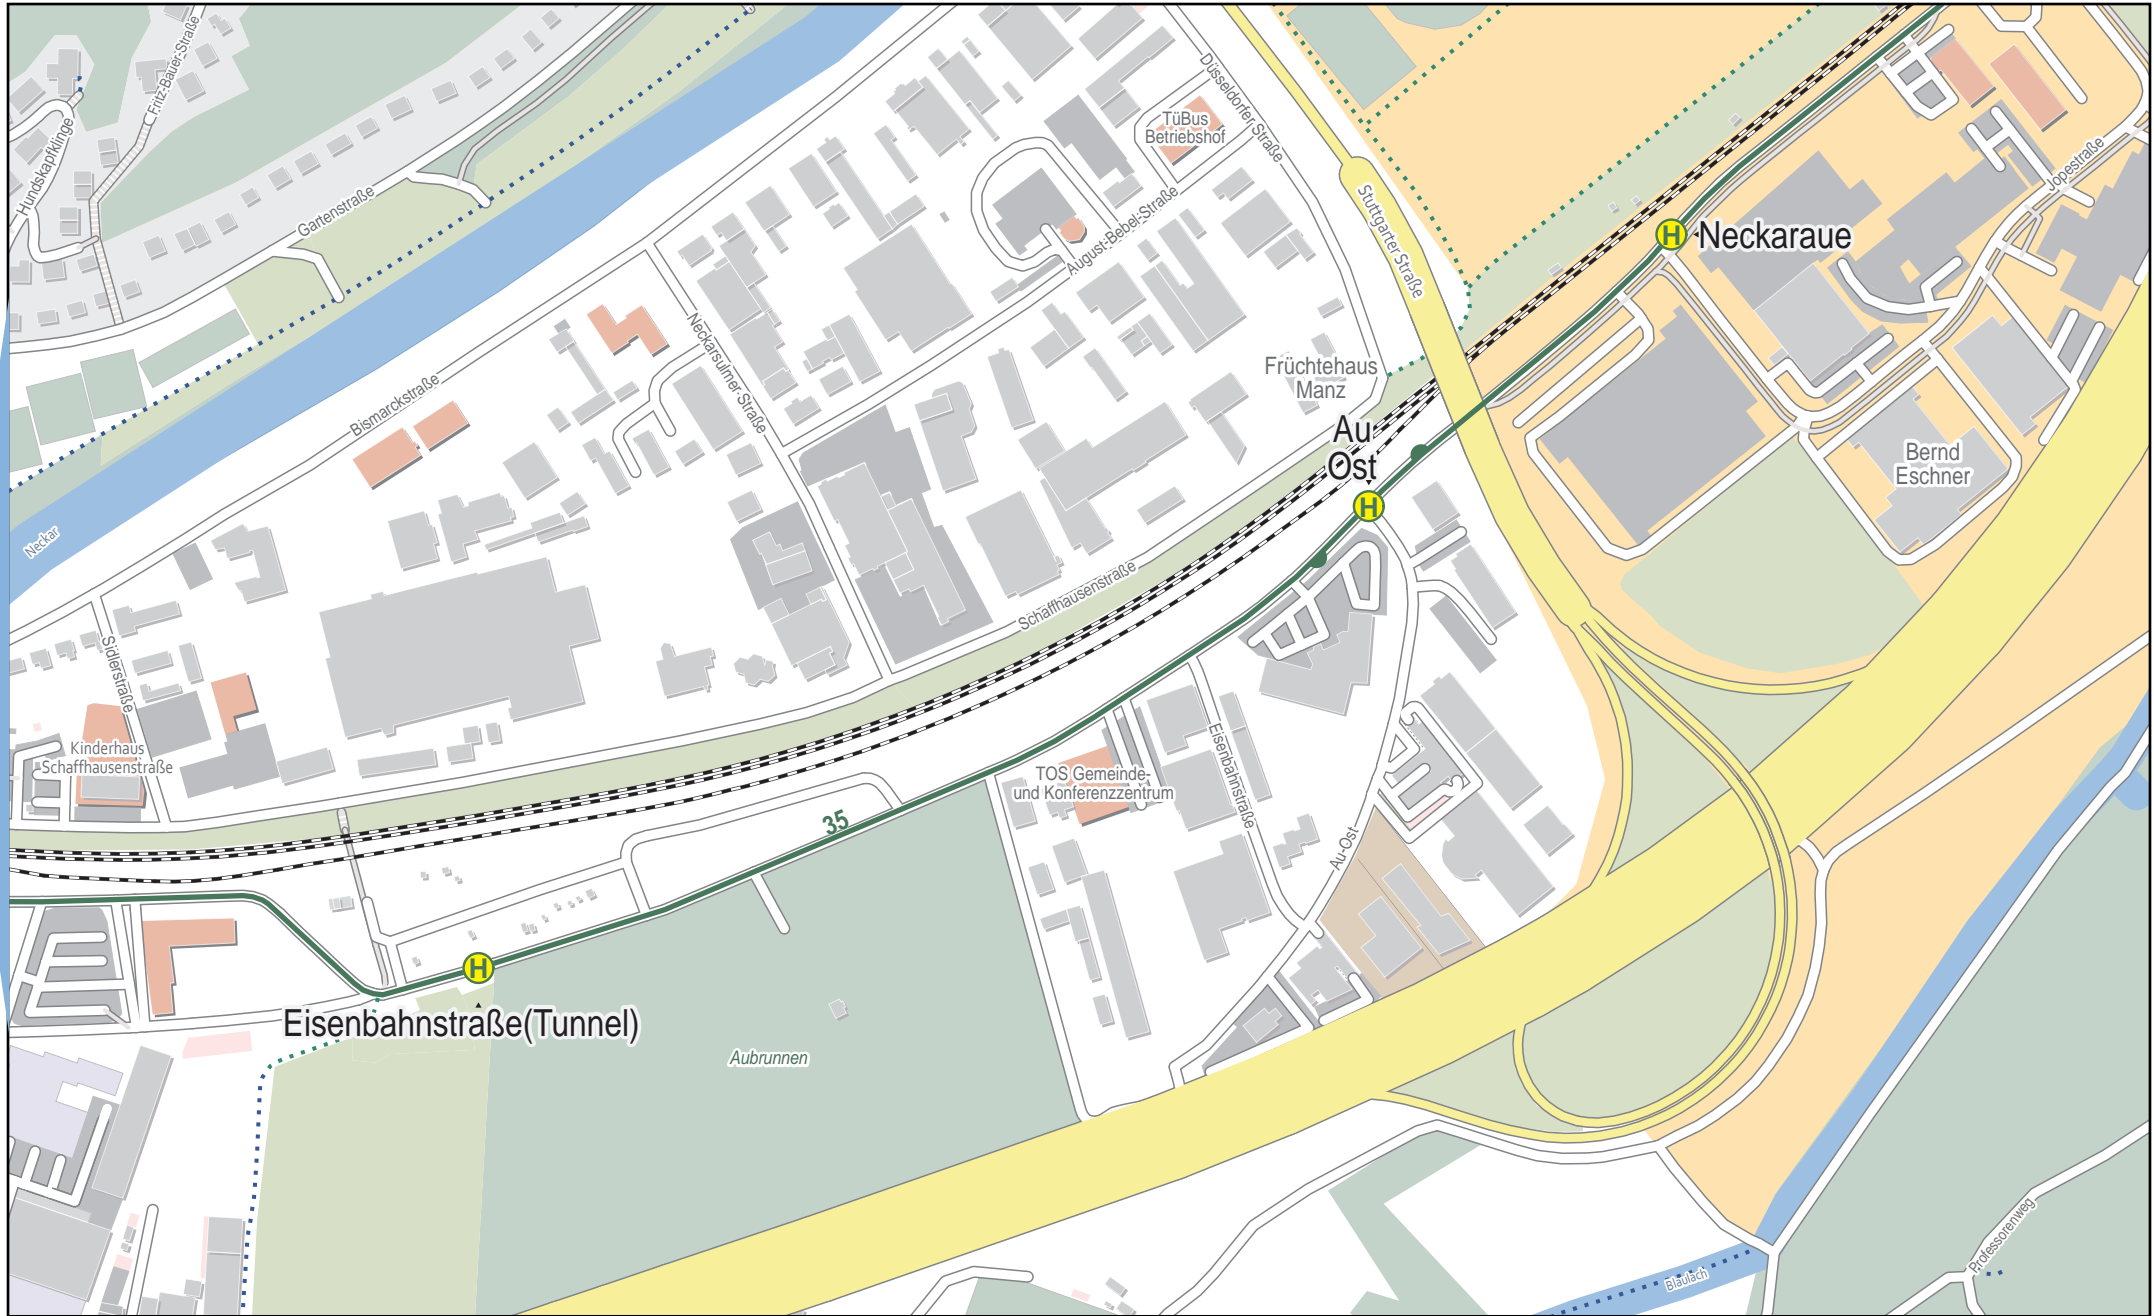 Fritz-Bauer-Straße
Hundskapfklinge
Gartenstraße
Düsseldorfer Straße
TüBus
Betriebshof
Stuttgarter Straße
August-Bebel-Straße
Jopestraße
H
Neckaraue
Neckarsulmer-Straße
Bismarckstraße
Früchtehaus
Manz
Au
Ost
H
Bernd
Eschner
Neckar
Schaffhausenstraße
Sidlerstraße
Kinderhaus
Schaffhausenstraße
Eisenbahnstraße
TOS Gemeinde-
und Konferenzzentrum
35
Au-Ost
H
Eisenbahnstraße(Tunnel)
Aubrunnen
Professorenweg
Blaulach